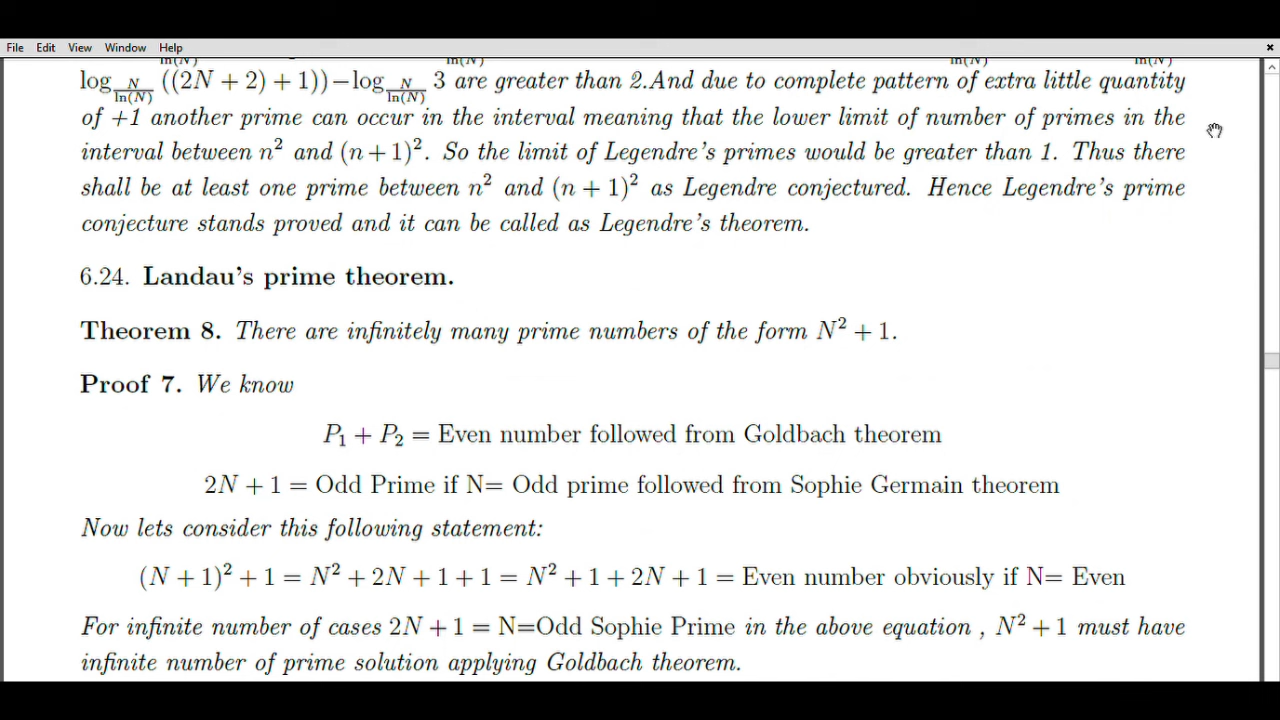 File Edit View Window Help ×
ln(N) ln(N) ln(N) ln(N)
log_{N/ln(N)} ((2N + 2) + 1)) − log_{N/ln(N)} 3 are greater than 2.And due to complete pattern of extra little quantity
of +1 another prime can occur in the interval meaning that the lower limit of number of primes in the
interval between n² and (n + 1)². So the limit of Legendre's primes would be greater than 1. Thus there
shall be at least one prime between n² and (n + 1)² as Legendre conjectured. Hence Legendre's prime
conjecture stands proved and it can be called as Legendre's theorem.
6.24. Landau's prime theorem.
Theorem 8. There are infinitely many prime numbers of the form N² + 1.
Proof 7. We know
P₁ + P₂ = Even number followed from Goldbach theorem
2N + 1 = Odd Prime if N= Odd prime followed from Sophie Germain theorem
Now lets consider this following statement:
(N + 1)² + 1 = N² + 2N + 1 + 1 = N² + 1 + 2N + 1 = Even number obviously if N= Even
For infinite number of cases 2N + 1 = N=Odd Sophie Prime in the above equation , N² + 1 must have
infinite number of prime solution applying Goldbach theorem.